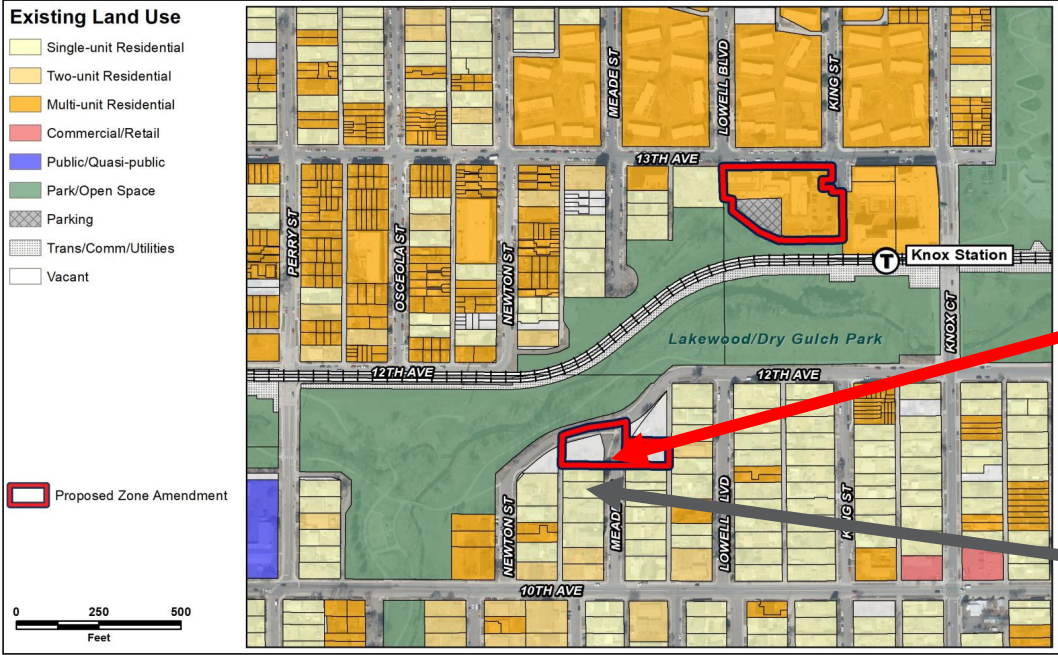 Existing Land Use
Single-unit Residential
Two-unit Residential
Multi-unit Residential
Commercial/Retail
Public/Quasi-public
Park/Open Space
Parking
Trans/Comm/Utilities
Vacant
Proposed Zone Amendment
0 250 500
Feet
MEADE ST
LOWELL BLVD
KING ST
13TH AVE
PERRY ST
OSCEOLA ST
NEWTON ST
T
Knox Station
KNOX CT
Lakewood/Dry Gulch Park
12TH AVE
12TH AVE
NEWTON ST
MEADE
LOWELL BLVD
KING ST
10TH AVE